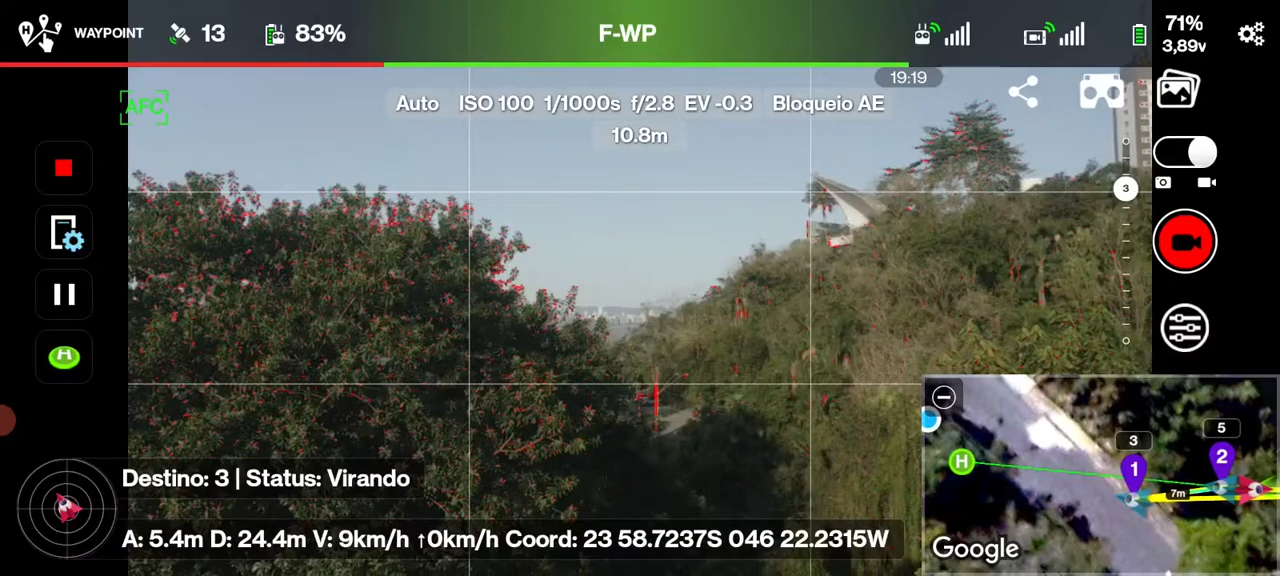 WAYPOINT 13 83% F-WP 71%
3,89v
19:19
AFC
Auto ISO 100 1/1000s f/2.8 EV -0.3 Bloqueio AE
10.8m
3
H
Destino: 3 | Status: Virando
A: 5.4m D: 24.4m V: 9km/h ↑0km/h Coord: 23 58.7237S 046 22.2315W
3 5
H 1 2
7m
Google